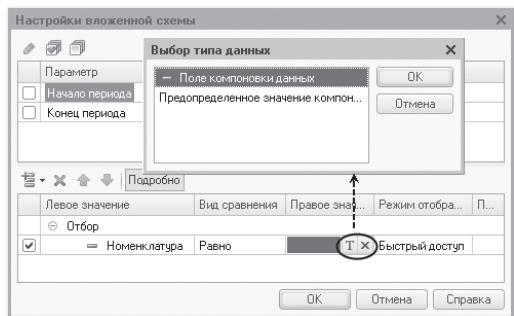 Настройки вложенной схемы
Выбор типа данных
Поле компоновки данных
Предопределенное значение компон...
OK
Отмена
Параметр
Начало периода
Конец периода
Подробно
Левое значение Вид сравнения Правое знач... Режим отобра... П...
Отбор
Номенклатура Равно T Быстрый доступ
OK Отмена Справка